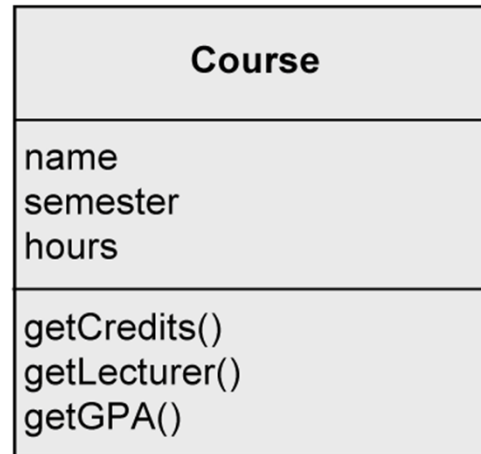 Course
name
semester
hours
getCredits()
getLecturer()
getGPA()